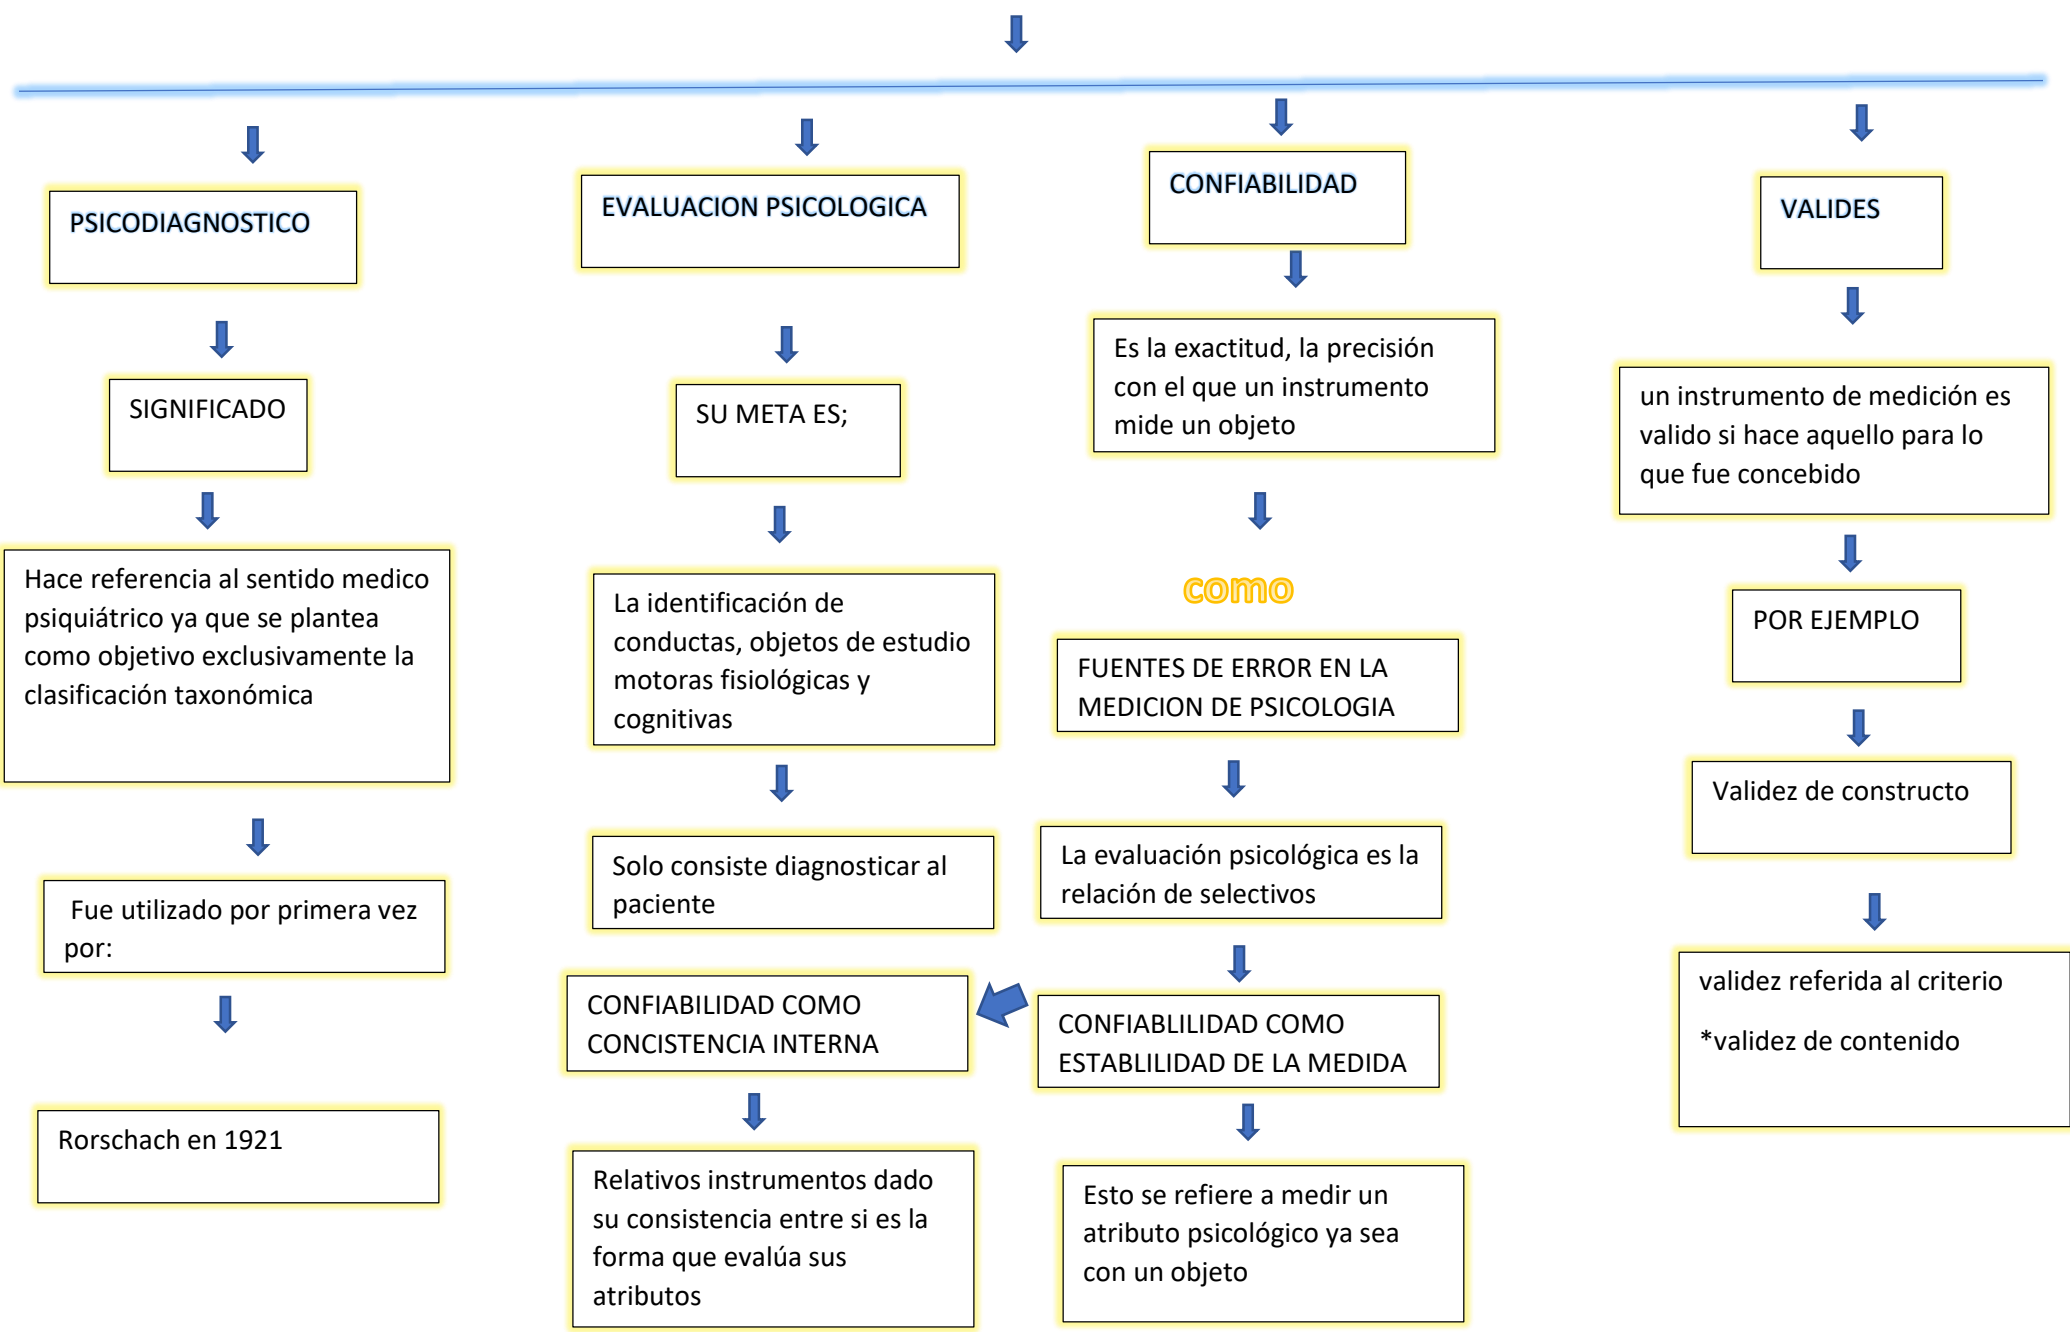 PSICODIAGNOSTICO
SIGNIFICADO
Hace referencia al sentido medico
psiquiátrico ya que se plantea
como objetivo exclusivamente la
clasificación taxonómica
Fue utilizado por primera vez
por:
Rorschach en 1921
EVALUACION PSICOLOGICA
SU META ES;
La identificación de
conductas, objetos de estudio
motoras fisiológicas y
cognitivas
Solo consiste diagnosticar al
paciente
CONFIABILIDAD
Es la exactitud, la precisión
con el que un instrumento
mide un objeto
como
FUENTES DE ERROR EN LA
MEDICION DE PSICOLOGIA
La evaluación psicológica es la
relación de selectivos
CONFIABLILIDAD COMO
ESTABLILIDAD DE LA MEDIDA
Esto se refiere a medir un
atributo psicológico ya sea
con un objeto
CONFIABILIDAD COMO
CONCISTENCIA INTERNA
Relativos instrumentos dado
su consistencia entre si es la
forma que evalúa sus
atributos
VALIDES
un instrumento de medición es
valido si hace aquello para lo
que fue concebido
POR EJEMPLO
Validez de constructo
validez referida al criterio
*validez de contenido